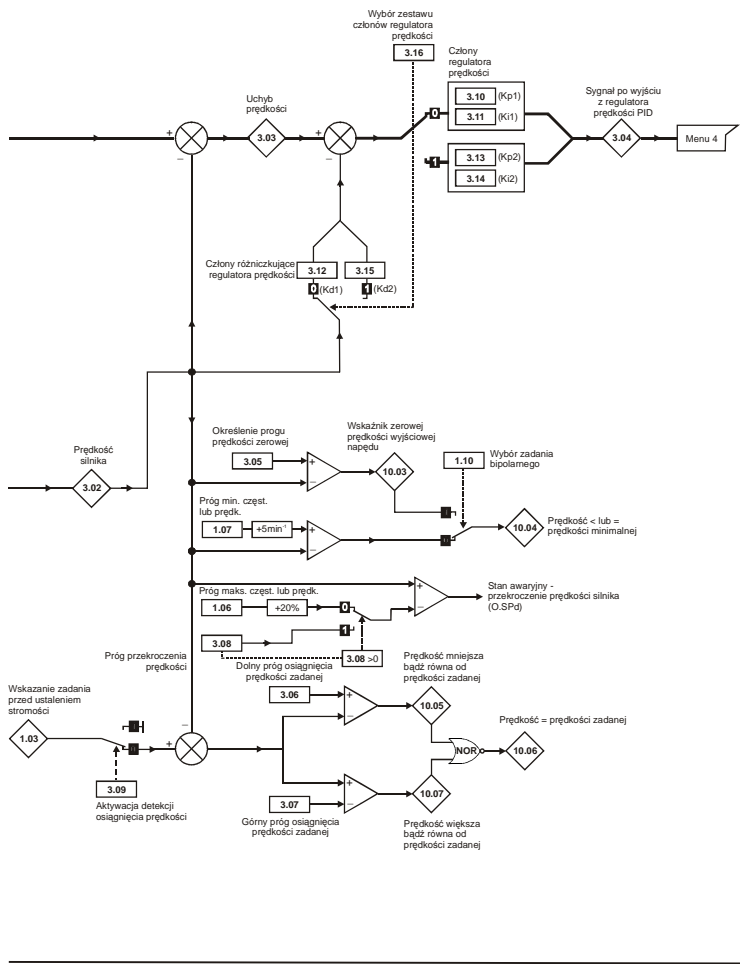 Wybór zestawu
członów regulatora
prędkości
3.16
Człony
regulatora
prędkości
0
3.10 (Kp1)
3.11 (Ki1)
1
3.13 (Kp2)
3.14 (Ki2)
Uchyb
prędkości
+
−
3.03
+
−
Sygnał po wyjściu
z regulatora
prędkości PID
3.04
Menu 4
Człony różniczkujące
regulatora prędkości
3.12
3.15
0 (Kd1)
1 (Kd2)
Prędkość
silnika
3.02
Określenie progu
prędkości zerowej
3.05
+
−
Wskaźnik zerowej
prędkości wyjściowej
napędu
10.03
1.10
Wybór zadania
bipolarnego
Próg min. częst.
lub prędk.
1.07
+5min-1
+
−
10.04
Prędkość < lub =
prędkości minimalnej
Próg maks. częst. lub prędk.
1.06
+20%
0
3.08
1
3.08 >0
+
−
Stan awaryjny -
przekroczenie prędkości silnika
(O.SPd)
Próg przekroczenia
prędkości
Dolny próg osiągnięcia
prędkości zadanej
3.06
+
−
Prędkość mniejsza
bądź równa od
prędkości zadanej
10.05
Wskazanie zadania
przed ustaleniem
stromości
1.03
3.09
Aktywacja detekcji
osiągnięcia prędkości
+
−
NOR
Prędkość = prędkości zadanej
10.06
3.07
+
−
10.07
Górny próg osiągnięcia
prędkości zadanej
Prędkość większa
bądź równa od
prędkości zadanej